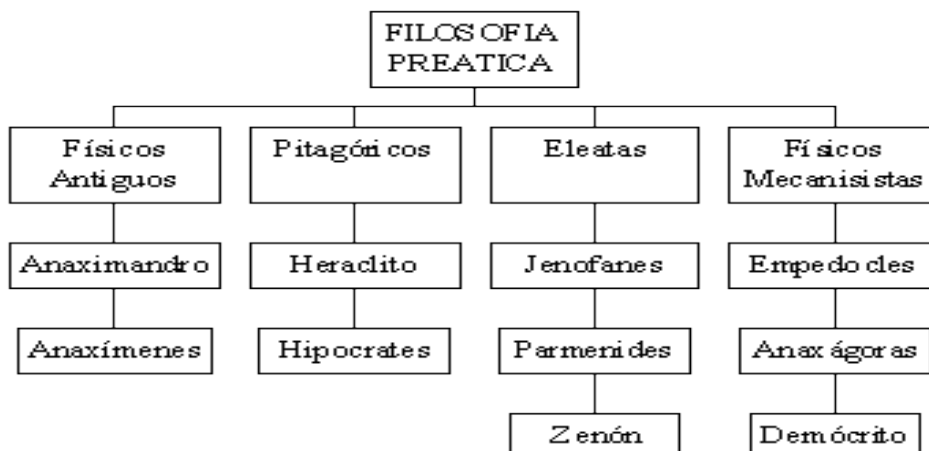 FILOSOFIA
PREATICA
Físicos
Antiguos
Pitagóricos
Eleatas
Físicos
Mecanisistas
Anaximandro
Heraclito
Jenofanes
Empedocles
Anaxímenes
Hipocrates
Parmenides
Anaxágoras
Zenón
Demócrito